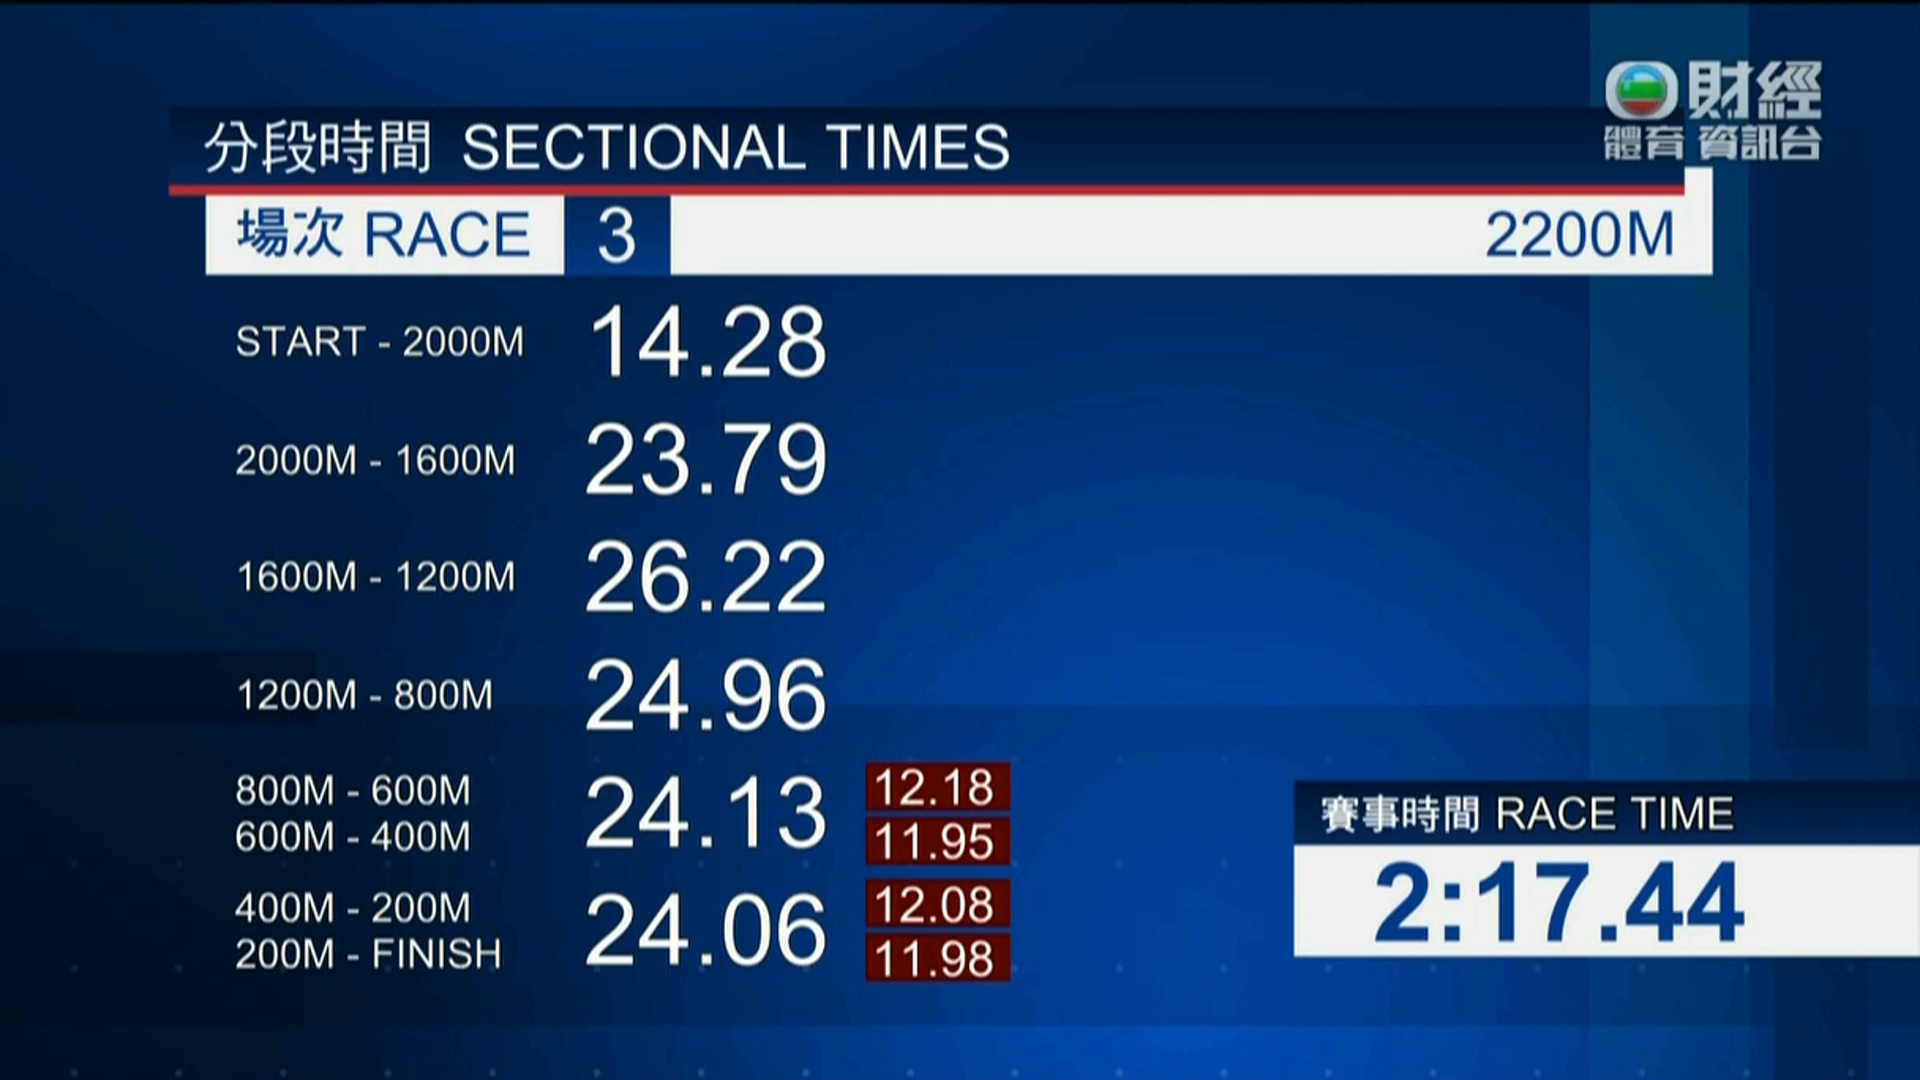 財經
體育 資訊台
分段時間 SECTIONAL TIMES
場次 RACE 3 2200M
START - 2000M 14.28
2000M - 1600M 23.79
1600M - 1200M 26.22
1200M - 800M 24.96
800M - 600M 24.13 12.18
600M - 400M 11.95
400M - 200M 24.06 12.08
200M - FINISH 11.98
賽事時間 RACE TIME
2:17.44